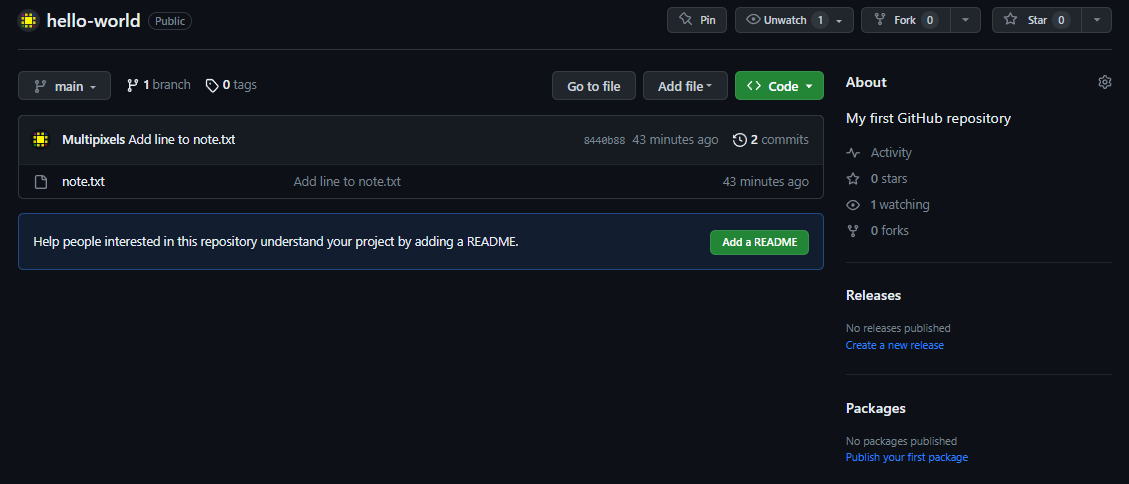 hello-world Public Pin Unwatch 1 Fork 0 Star 0
main 1 branch 0 tags Go to file Add file <> Code
Multipixels Add line to note.txt 8440b88 43 minutes ago 2 commits
note.txt Add line to note.txt 43 minutes ago
Help people interested in this repository understand your project by adding a README. Add a README
About
My first GitHub repository
Activity
0 stars
1 watching
0 forks
Releases
No releases published
Create a new release
Packages
No packages published
Publish your first package